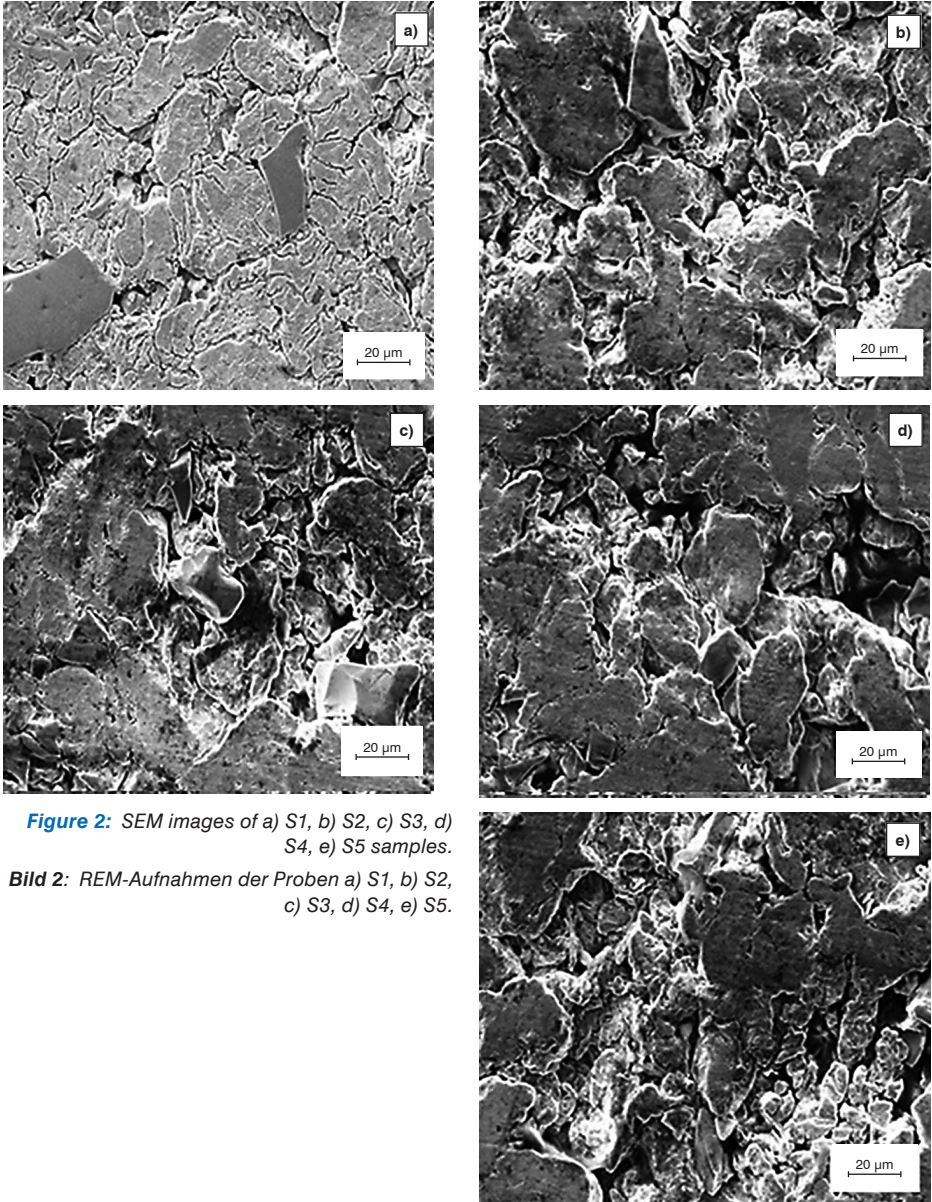 a)
20 µm
b)
20 µm
c)
20 µm
d)
20 µm
Figure 2: SEM images of a) S1, b) S2, c) S3, d)
S4, e) S5 samples.
Bild 2: REM-Aufnahmen der Proben a) S1, b) S2,
c) S3, d) S4, e) S5.
e)
20 µm